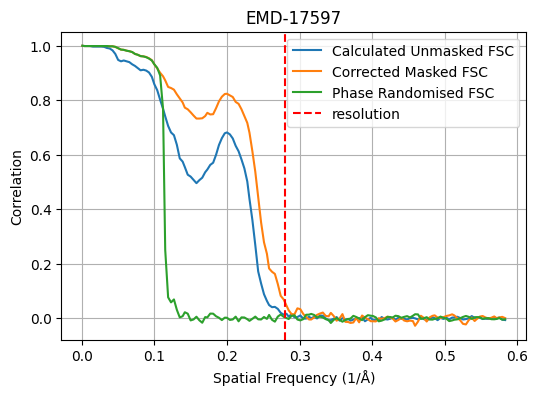 EMD-17597
Calculated Unmasked FSC
Corrected Masked FSC
Phase Randomised FSC
resolution
Correlation
1.0
0.8
0.6
0.4
0.2
0.0
0.0 0.1 0.2 0.3 0.4 0.5 0.6
Spatial Frequency (1/Å)